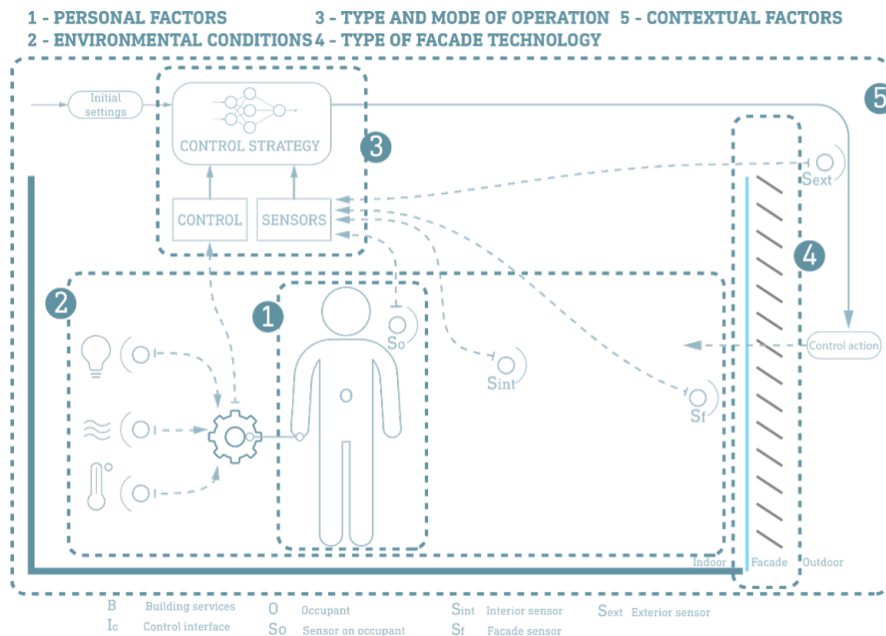 1 - PERSONAL FACTORS 3 - TYPE AND MODE OF OPERATION 5 - CONTEXTUAL FACTORS
2 - ENVIRONMENTAL CONDITIONS 4 - TYPE OF FACADE TECHNOLOGY
5
Initial
settings
CONTROL STRATEGY
3
Sext
CONTROL SENSORS
4
2
1
So
Control action
Sint
Sf
Indoor Facade Outdoor
B Building services O Occupant Sint Interior sensor Sext Exterior sensor
Ic Control interface So Sensor on occupant Sf Facade sensor